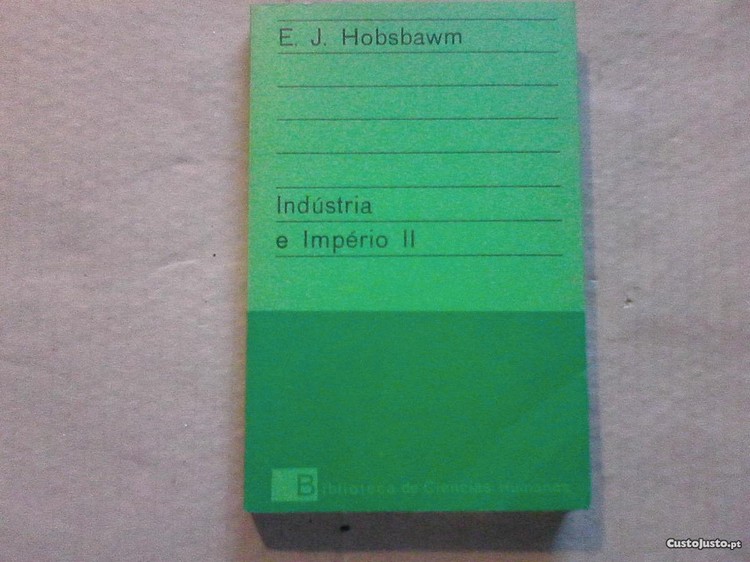 E. J. Hobsbawm
Indústria
e Império II
Biblioteca de Ciências Humanas
CustoJusto.pt